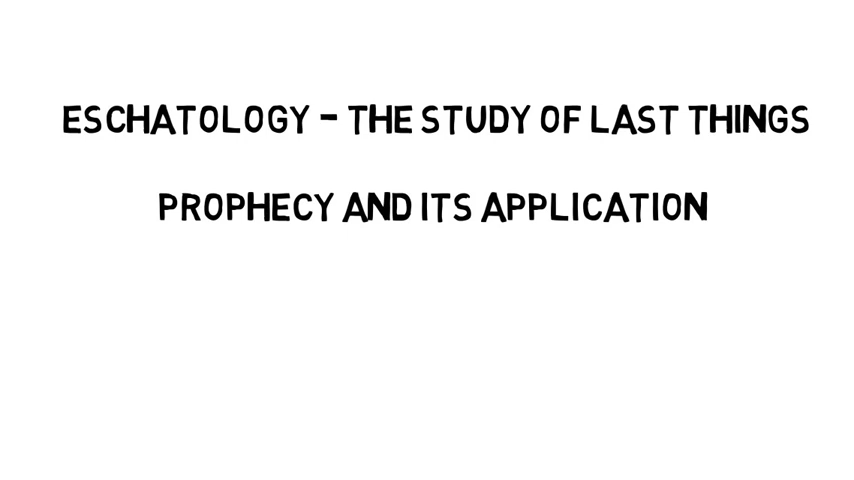 ESCHATOLOGY - THE STUDY OF LAST THINGS
PROPHECY AND ITS APPLICATION